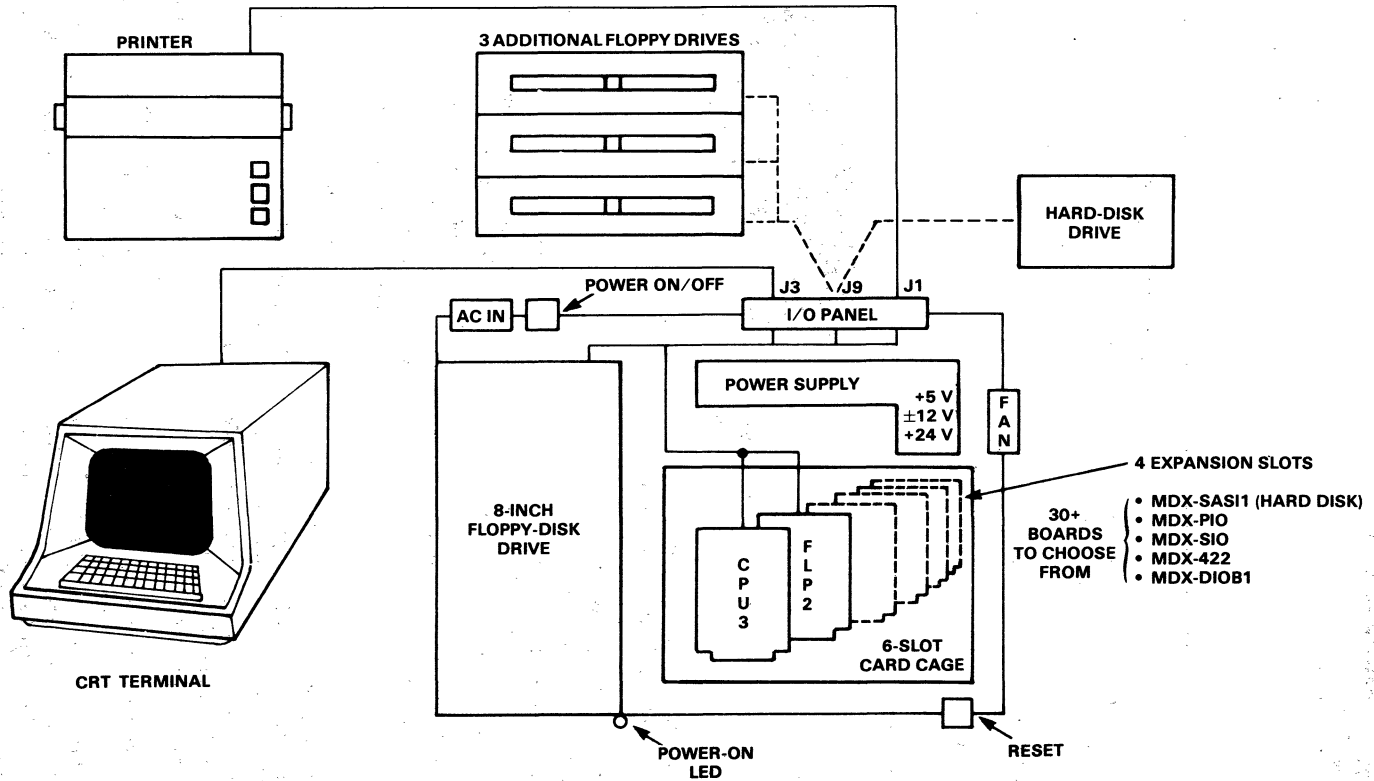 PRINTER
3 ADDITIONAL FLOPPY DRIVES
HARD-DISK
DRIVE
J3
J9
J1
POWER ON/OFF
AC IN
I/O PANEL
POWER SUPPLY
+5 V
±12 V
+24 V
FAN
4 EXPANSION SLOTS
8-INCH
FLOPPY-DISK
DRIVE
CPU3
FLP2
30+
BOARDS
TO CHOOSE
FROM
• MDX-SASI1 (HARD DISK)
• MDX-PIO
• MDX-SIO
• MDX-422
• MDX-DIOB1
6-SLOT
CARD CAGE
CRT TERMINAL
POWER-ON
LED
RESET